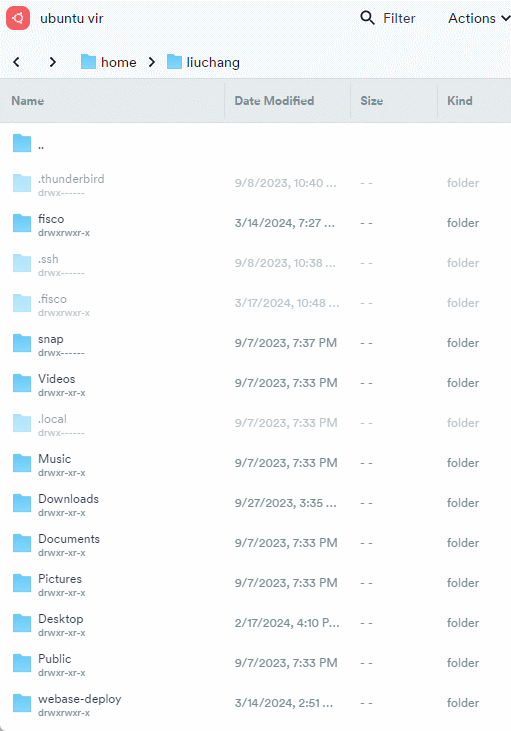 ubuntu vir Filter Actions
home liuchang
Name Date Modified Size Kind
..
.thunderbird 9/8/2023, 10:40 ... - - folder
drwx------
fisco 3/14/2024, 7:27 ... - - folder
drwxrwxr-x
.ssh 9/8/2023, 10:38 ... - - folder
drwx------
.fisco 3/17/2024, 10:48 ... - - folder
drwxrwxr-x
snap 9/7/2023, 7:37 PM - - folder
drwx------
Videos 9/7/2023, 7:33 PM - - folder
drwxr-xr-x
.local 9/7/2023, 7:33 PM - - folder
drwx------
Music 9/7/2023, 7:33 PM - - folder
drwxr-xr-x
Downloads 9/27/2023, 3:35 ... - - folder
drwxr-xr-x
Documents 9/7/2023, 7:33 PM - - folder
drwxr-xr-x
Pictures 9/7/2023, 7:33 PM - - folder
drwxr-xr-x
Desktop 2/17/2024, 4:10 P... - - folder
drwxr-xr-x
Public 9/7/2023, 7:33 PM - - folder
drwxr-xr-x
webase-deploy 3/14/2024, 2:51 ... - - folder
drwxrwxr-x